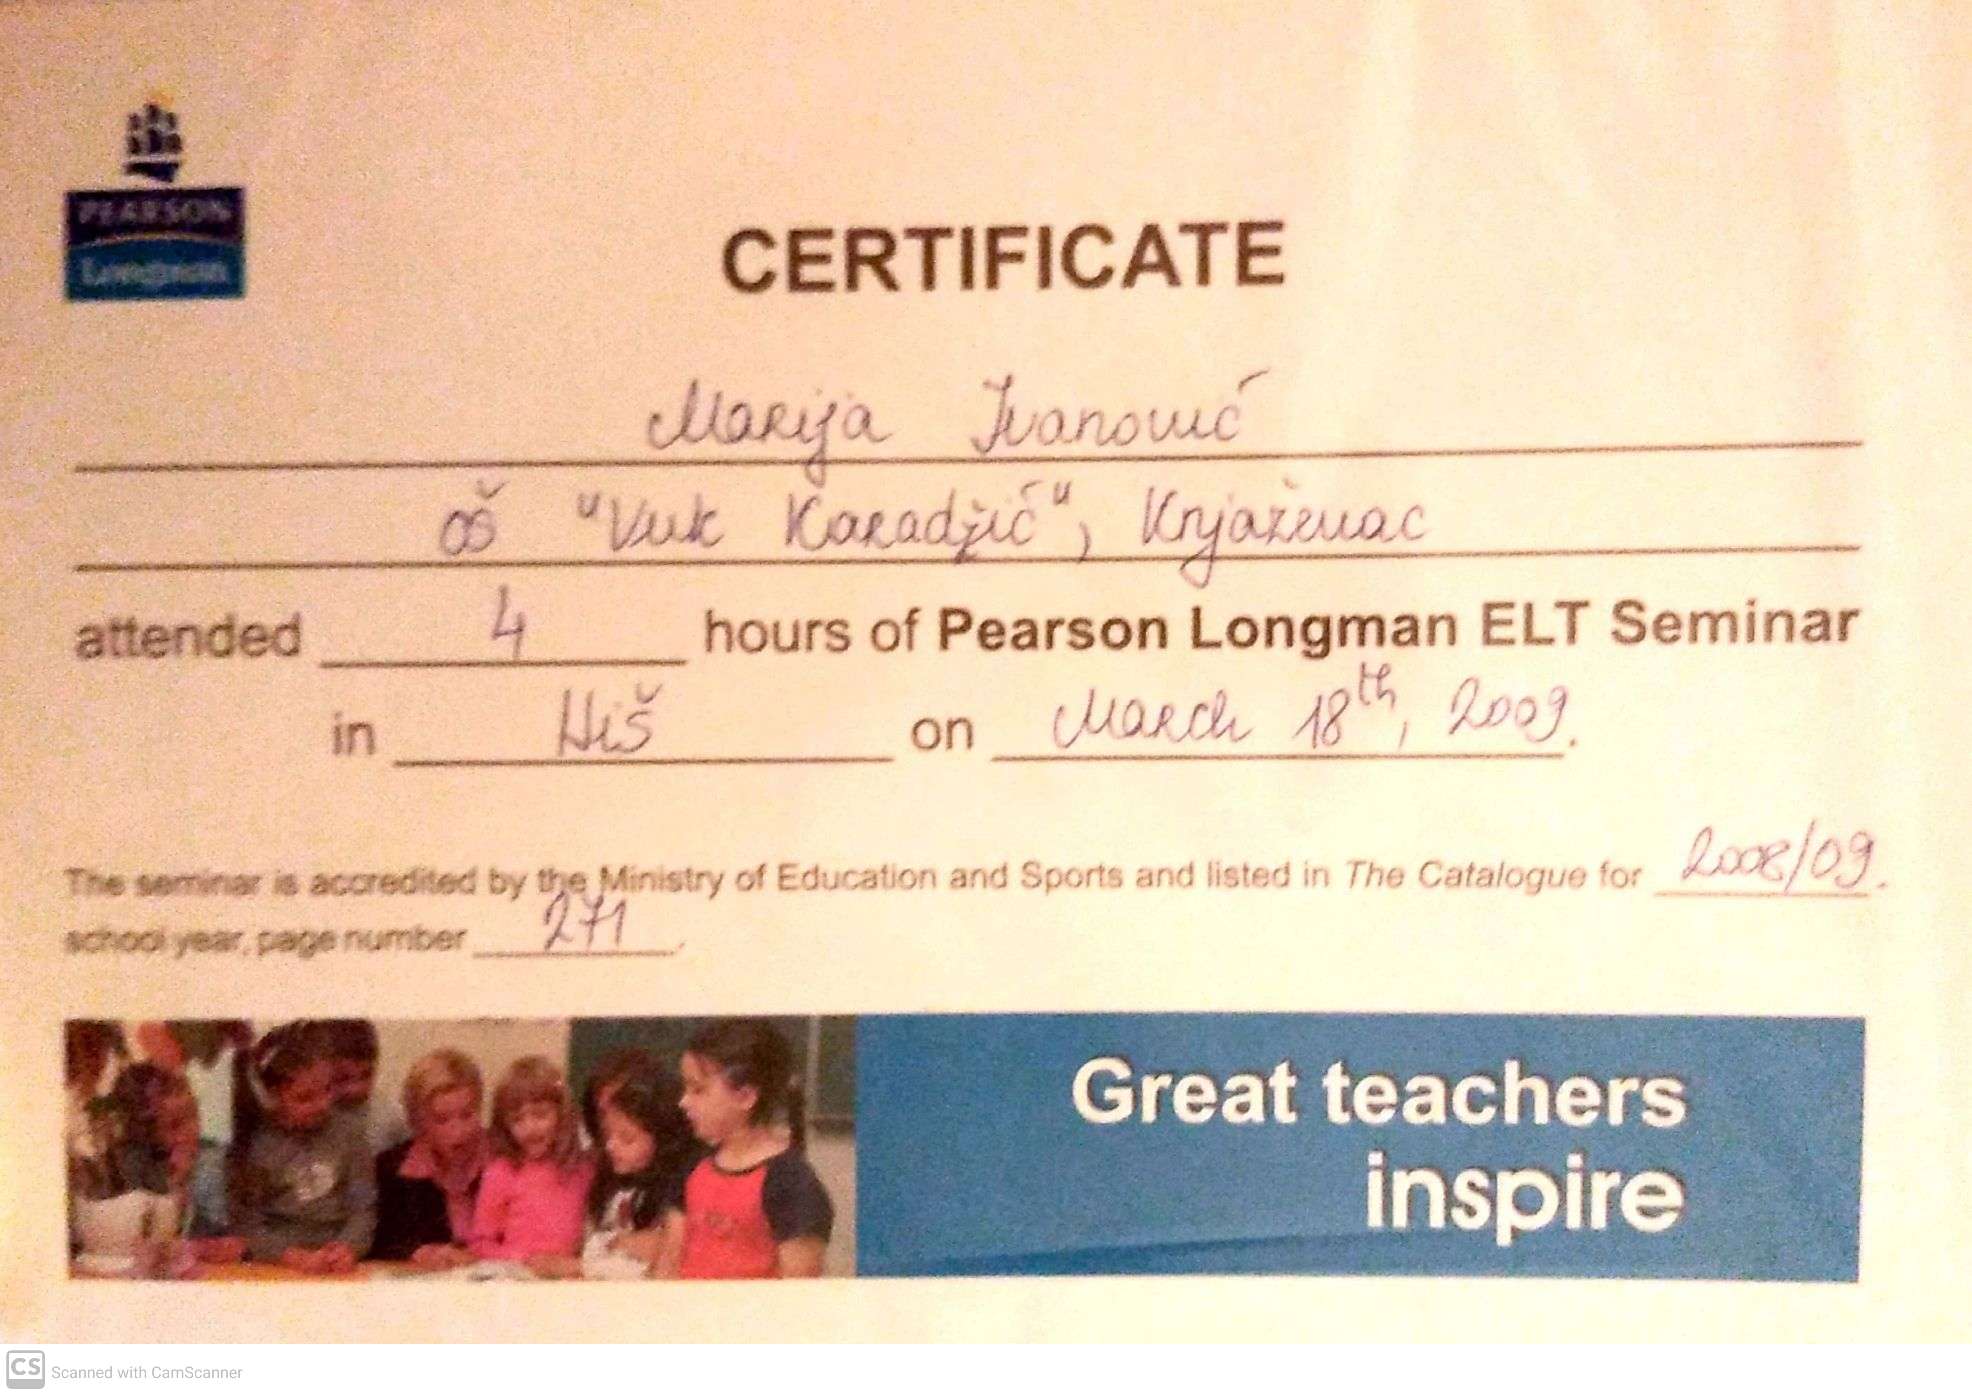 PEARSON
Longman
CERTIFICATE
Marija Ivanović
OŠ "Vuk Karadžić", Knjaževac
attended 4 hours of Pearson Longman ELT Seminar
in Niš on March 18th, 2009.
The seminar is accredited by the Ministry of Education and Sports and listed in The Catalogue for 2008/09.
school year, page number 271.
Great teachers
inspire
CS Scanned with CamScanner